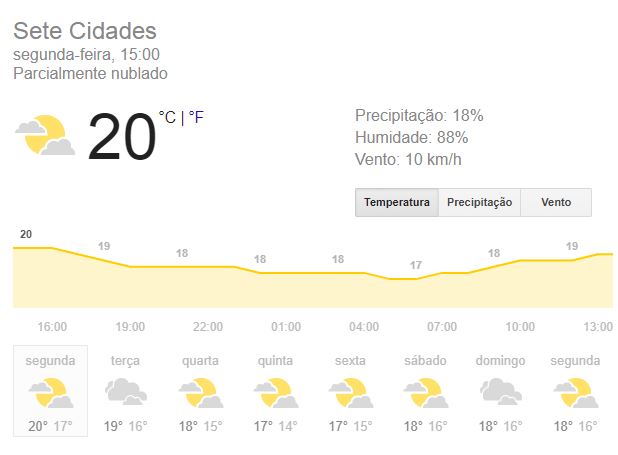 Sete Cidades
segunda-feira, 15:00
Parcialmente nublado
20 °C | °F
Precipitação: 18%
Humidade: 88%
Vento: 10 km/h
Temperatura Precipitação Vento
20 19 18 18 18 17 18 19
16:00 19:00 22:00 01:00 04:00 07:00 10:00 13:00
segunda terça quarta quinta sexta sábado domingo segunda
20° 17° 19° 16° 18° 15° 17° 14° 17° 15° 18° 16° 18° 16° 18° 16°